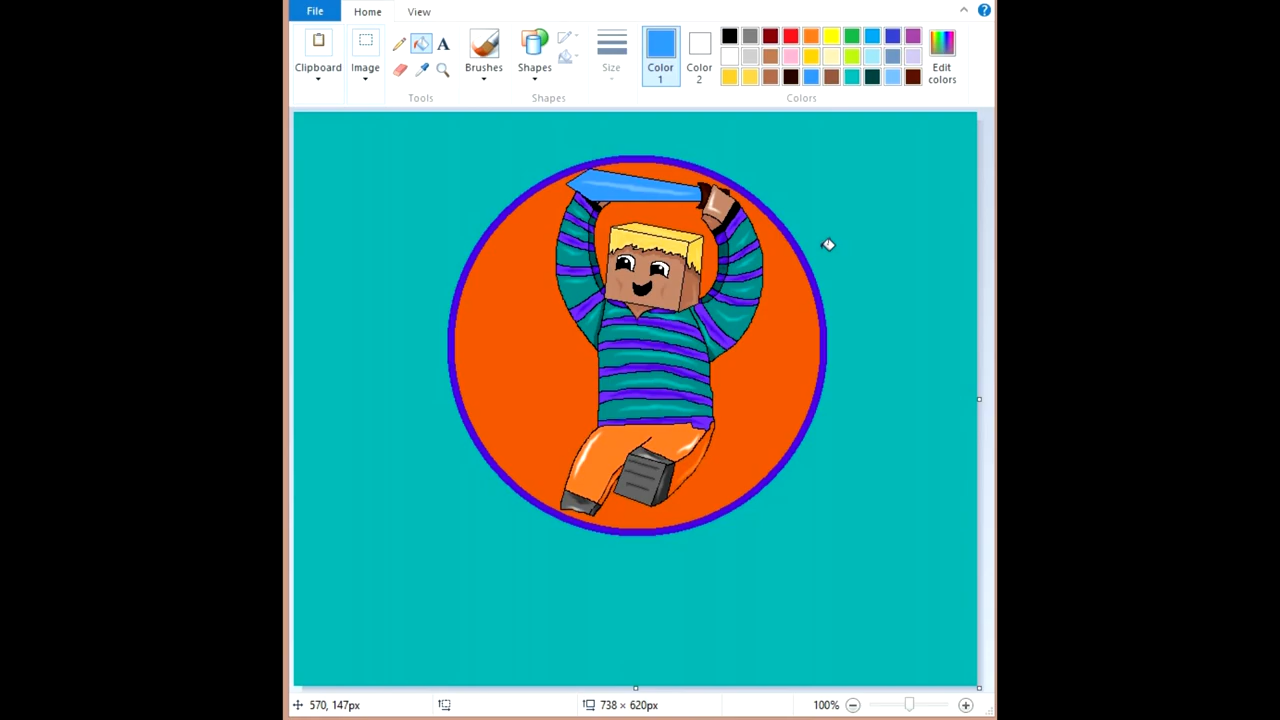 File Home View
Clipboard Image A Brushes Shapes Size Color 1 Color 2 Edit colors
Tools Shapes Colors
570, 147px 738 × 620px 100%